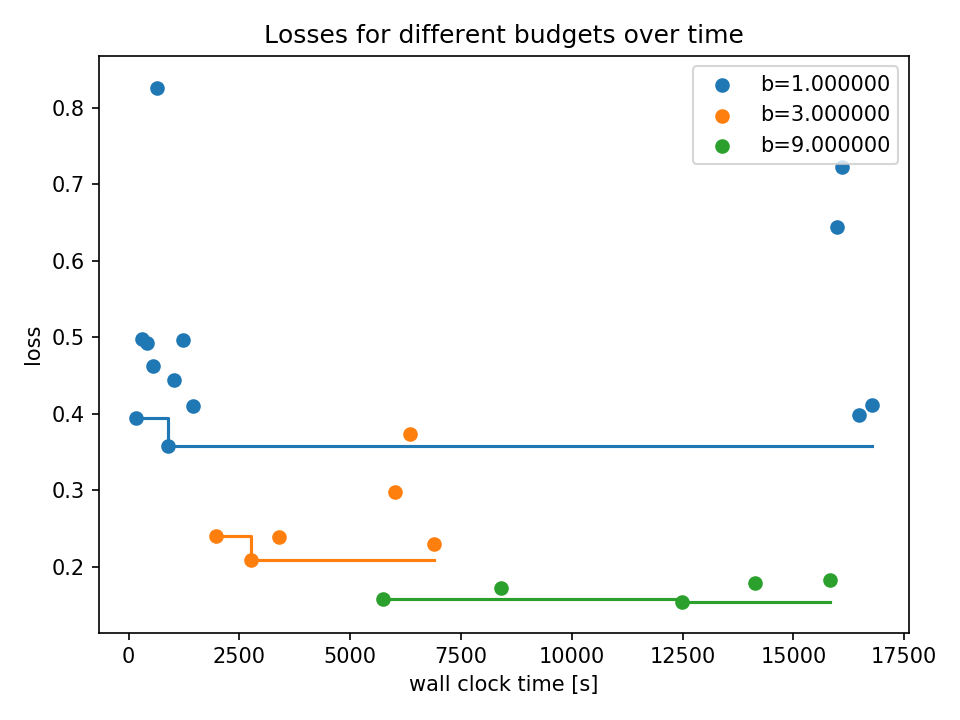 Losses for different budgets over time
b=1.000000
b=3.000000
b=9.000000
0.8
0.7
0.6
0.5
0.4
0.3
0.2
loss
0 2500 5000 7500 10000 12500 15000 17500
wall clock time [s]